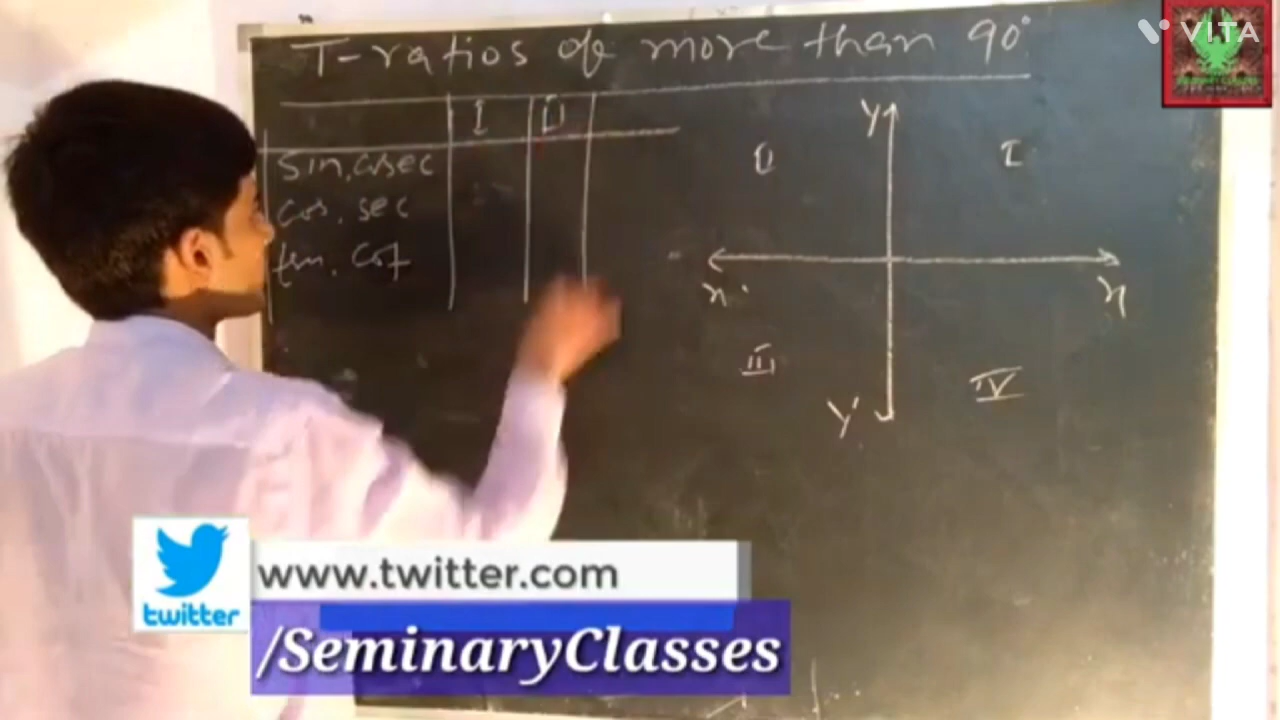 T-ratios of more than 90°
I II
Sin, cosec
Cos, sec
tan, Cot
Y
II I
x' x
III IV
Y'
VITA
twitter
www.twitter.com
/SeminaryClasses